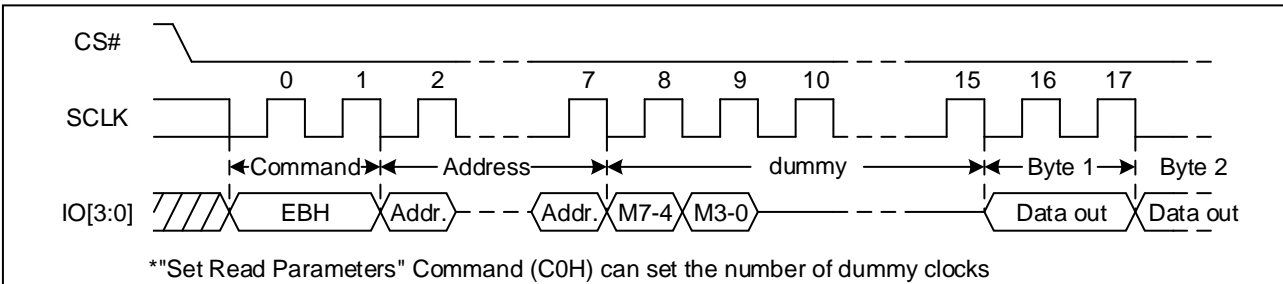 CS#
0 1 2 7 8 9 10 15 16 17
SCLK
Command Address dummy Byte 1 Byte 2
IO[3:0] EBH Addr. Addr. M7-4 M3-0 Data out Data out
*"Set Read Parameters" Command (C0H) can set the number of dummy clocks